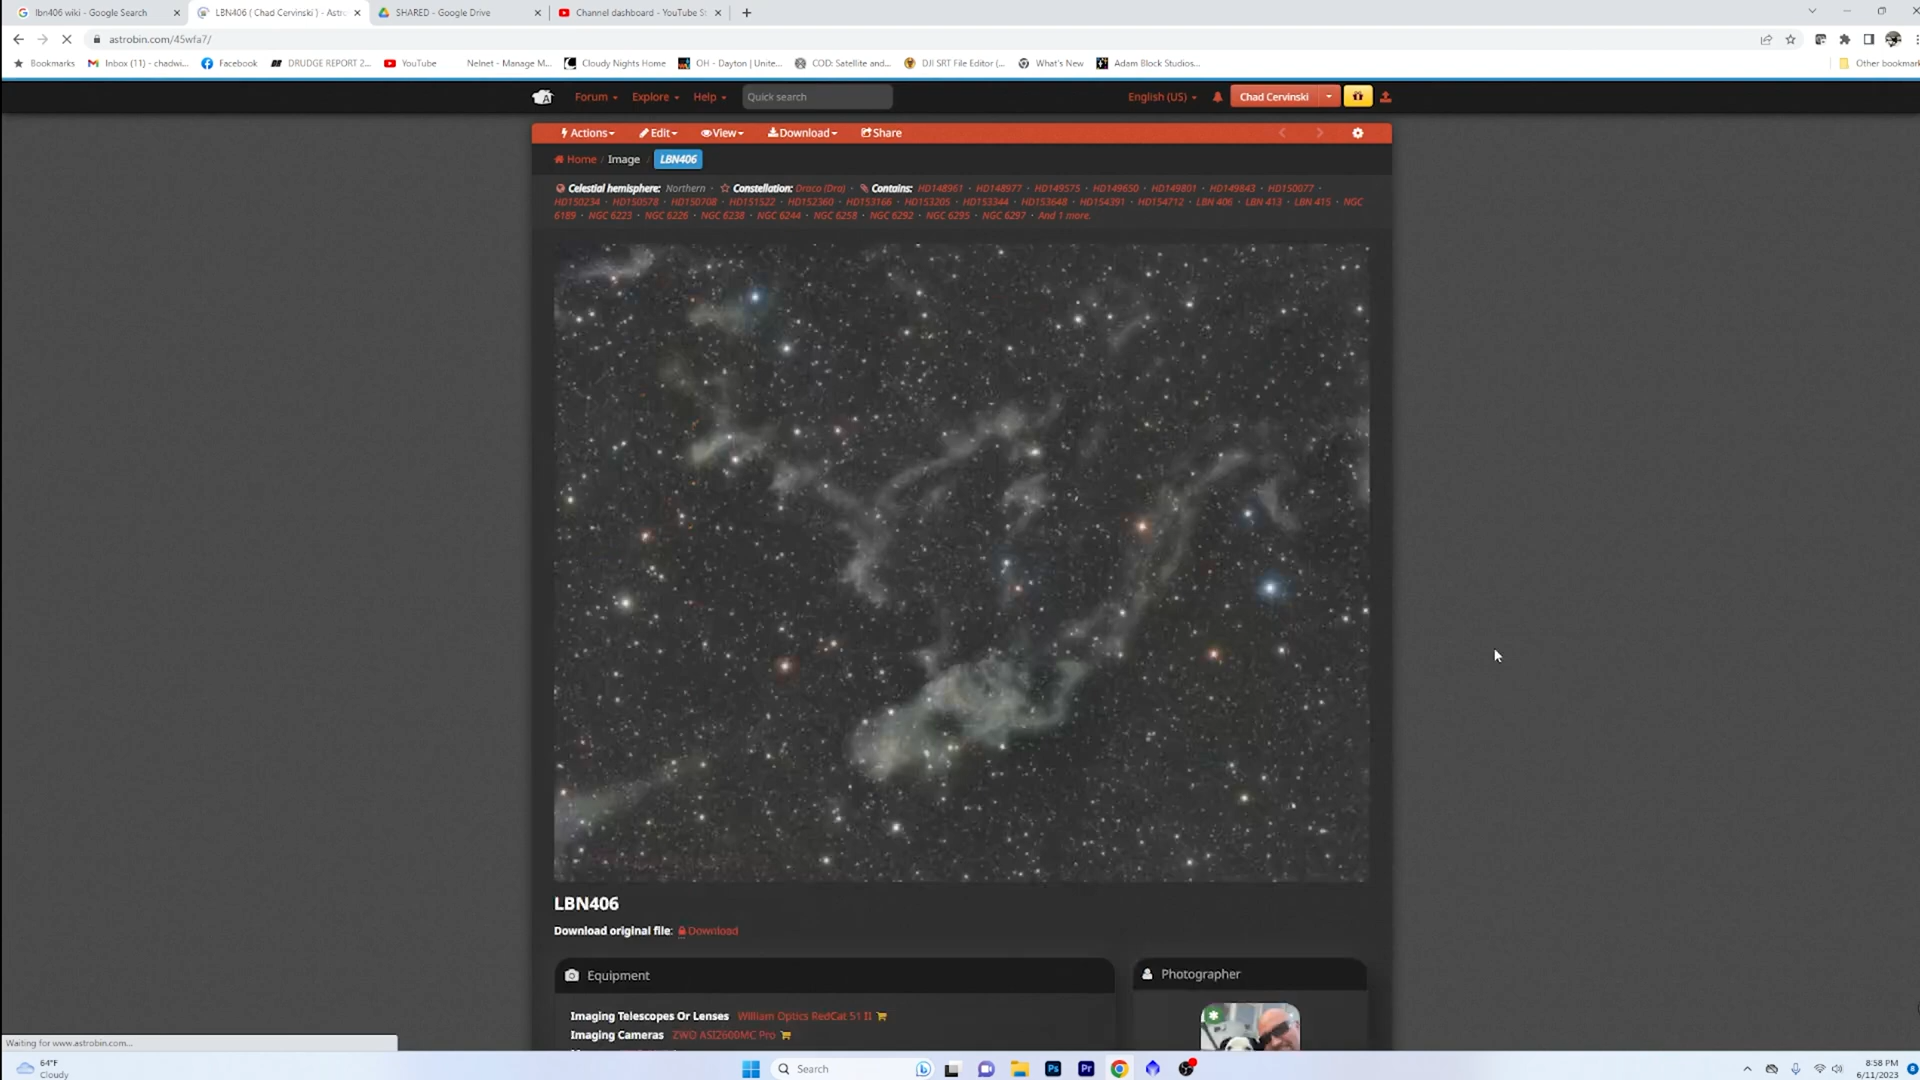 lbn406 wiki - Google Search
LBN406 ( Chad Cervinski ) - Astro
SHARED - Google Drive
Channel dashboard - YouTube St
astrobin.com/45wfa7/
Bookmarks
Inbox (11) - chadwi...
Facebook
DRUDGE REPORT 2...
YouTube
Nelnet - Manage M...
Cloudy Nights Home
OH - Dayton | Unite...
COD: Satellite and...
DJI SRT File Editor (...
What's New
Adam Block Studios...
Other bookmark
Forum
Explore
Help
Quick search
English (US)
Chad Cervinski
Actions
Edit
View
Download
Share
Home / Image / LBN406
Celestial hemisphere: Northern · Constellation: Draco (Dra) · Contains: HD148961 · HD148977 · HD149575 · HD149650 · HD149801 · HD149843 · HD150077 ·
HD150234 · HD150578 · HD150708 · HD151522 · HD152360 · HD153166 · HD153205 · HD153344 · HD153648 · HD154391 · HD154712 · LBN 406 · LBN 413 · LBN 415 · NGC
6189 · NGC 6223 · NGC 6226 · NGC 6238 · NGC 6244 · NGC 6258 · NGC 6292 · NGC 6295 · NGC 6297 · And 1 more.
LBN406
Download original file: Download
Equipment
Photographer
Imaging Telescopes Or Lenses William Optics RedCat 51 II
Imaging Cameras ZWO ASI2600MC Pro
Waiting for www.astrobin.com...
64°F
Cloudy
Search
8:58 PM
6/11/2023
8